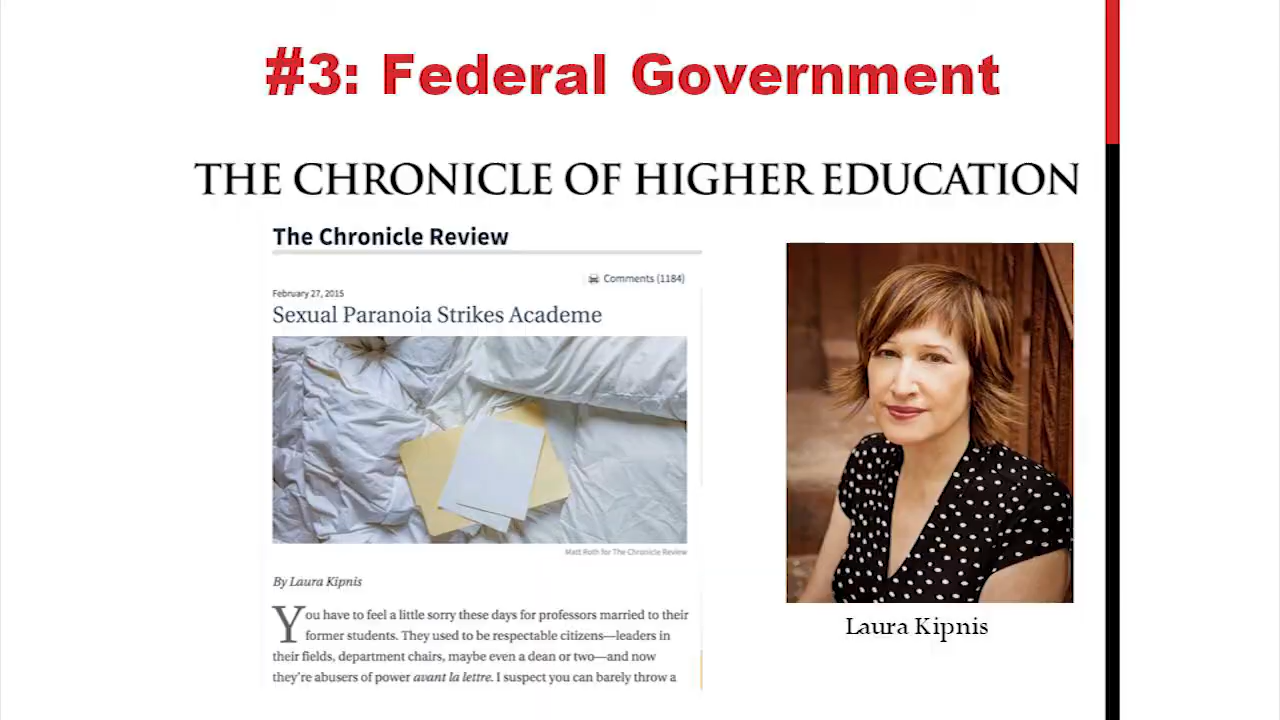 #3: Federal Government
THE CHRONICLE OF HIGHER EDUCATION
The Chronicle Review
Comments (1184)
February 27, 2015
Sexual Paranoia Strikes Academe
Matt Roth for The Chronicle Review
By Laura Kipnis
You have to feel a little sorry these days for professors married to their
former students. They used to be respectable citizens—leaders in
their fields, department chairs, maybe even a dean or two—and now
they're abusers of power avant la lettre. I suspect you can barely throw a
Laura Kipnis